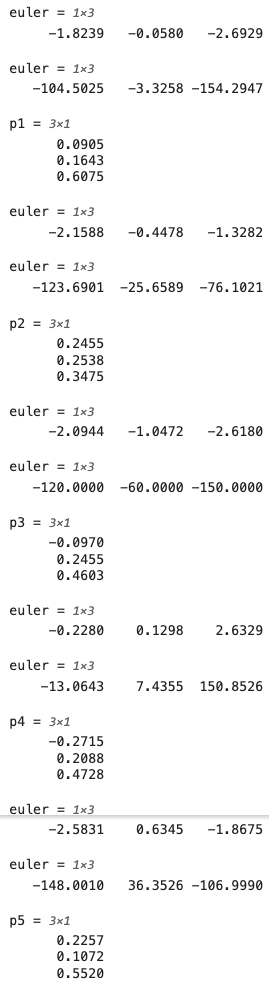 euler = 1×3
-1.8239 -0.0580 -2.6929
euler = 1×3
-104.5025 -3.3258 -154.2947
p1 = 3×1
0.0905
0.1643
0.6075
euler = 1×3
-2.1588 -0.4478 -1.3282
euler = 1×3
-123.6901 -25.6589 -76.1021
p2 = 3×1
0.2455
0.2538
0.3475
euler = 1×3
-2.0944 -1.0472 -2.6180
euler = 1×3
-120.0000 -60.0000 -150.0000
p3 = 3×1
-0.0970
0.2455
0.4603
euler = 1×3
-0.2280 0.1298 2.6329
euler = 1×3
-13.0643 7.4355 150.8526
p4 = 3×1
-0.2715
0.2088
0.4728
euler = 1×3
-2.5831 0.6345 -1.8675
euler = 1×3
-148.0010 36.3526 -106.9990
p5 = 3×1
0.2257
0.1072
0.5520